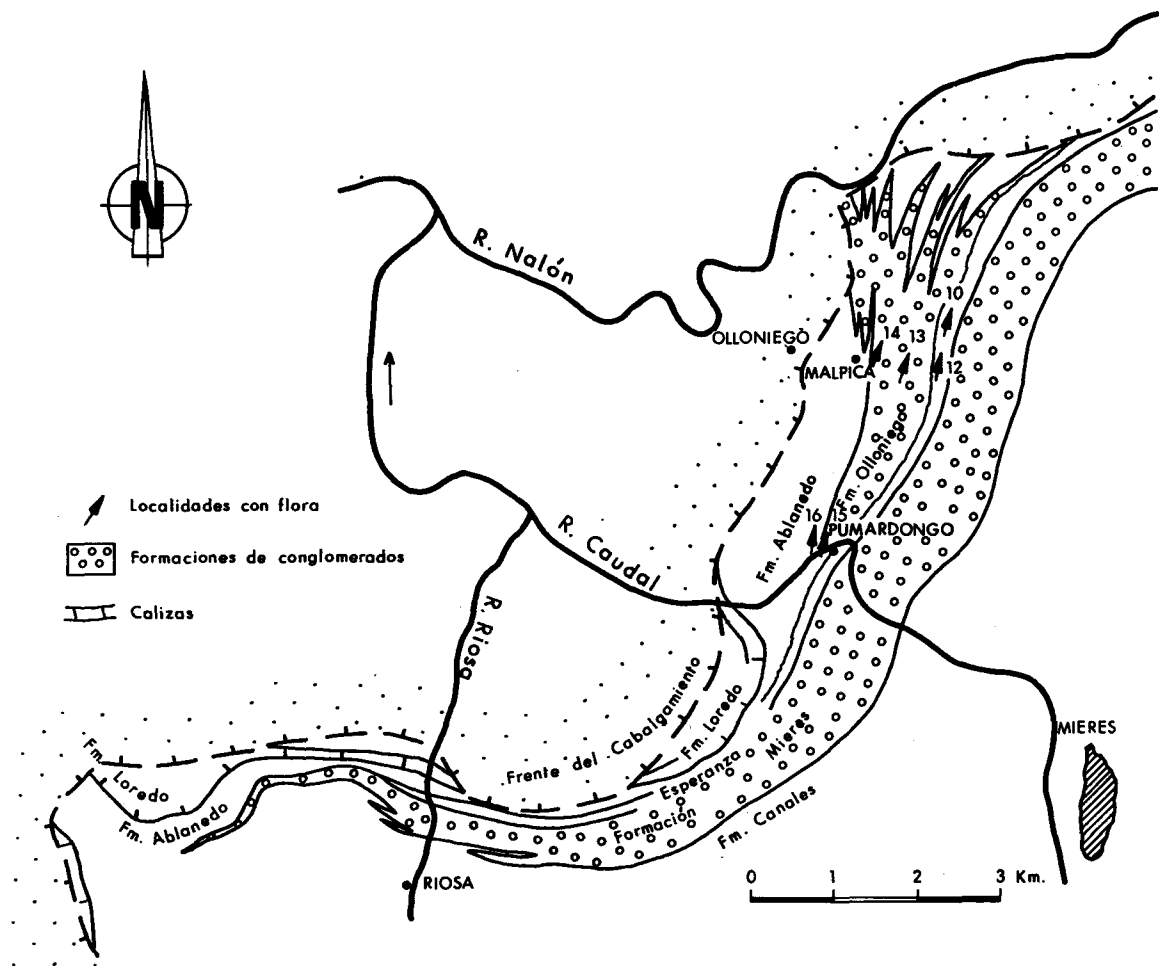 N
R. Nalón
10
OLLONIEGO
14
13
MALPICA
12
Fm. Olloniego
Fm. Ablanedo
Localidades con flora
16
15
PUMARDONGO
R. Caudal
Formaciones de conglomerados
Calizas
R. Riosa
Frente del Cabalgamiento
Fm. Loredo
Esperanza
Mieres
Formación
Fm. Canales
MIERES
Fm. Loredo
Fm. Ablanedo
RIOSA
0 1 2 3 Km.